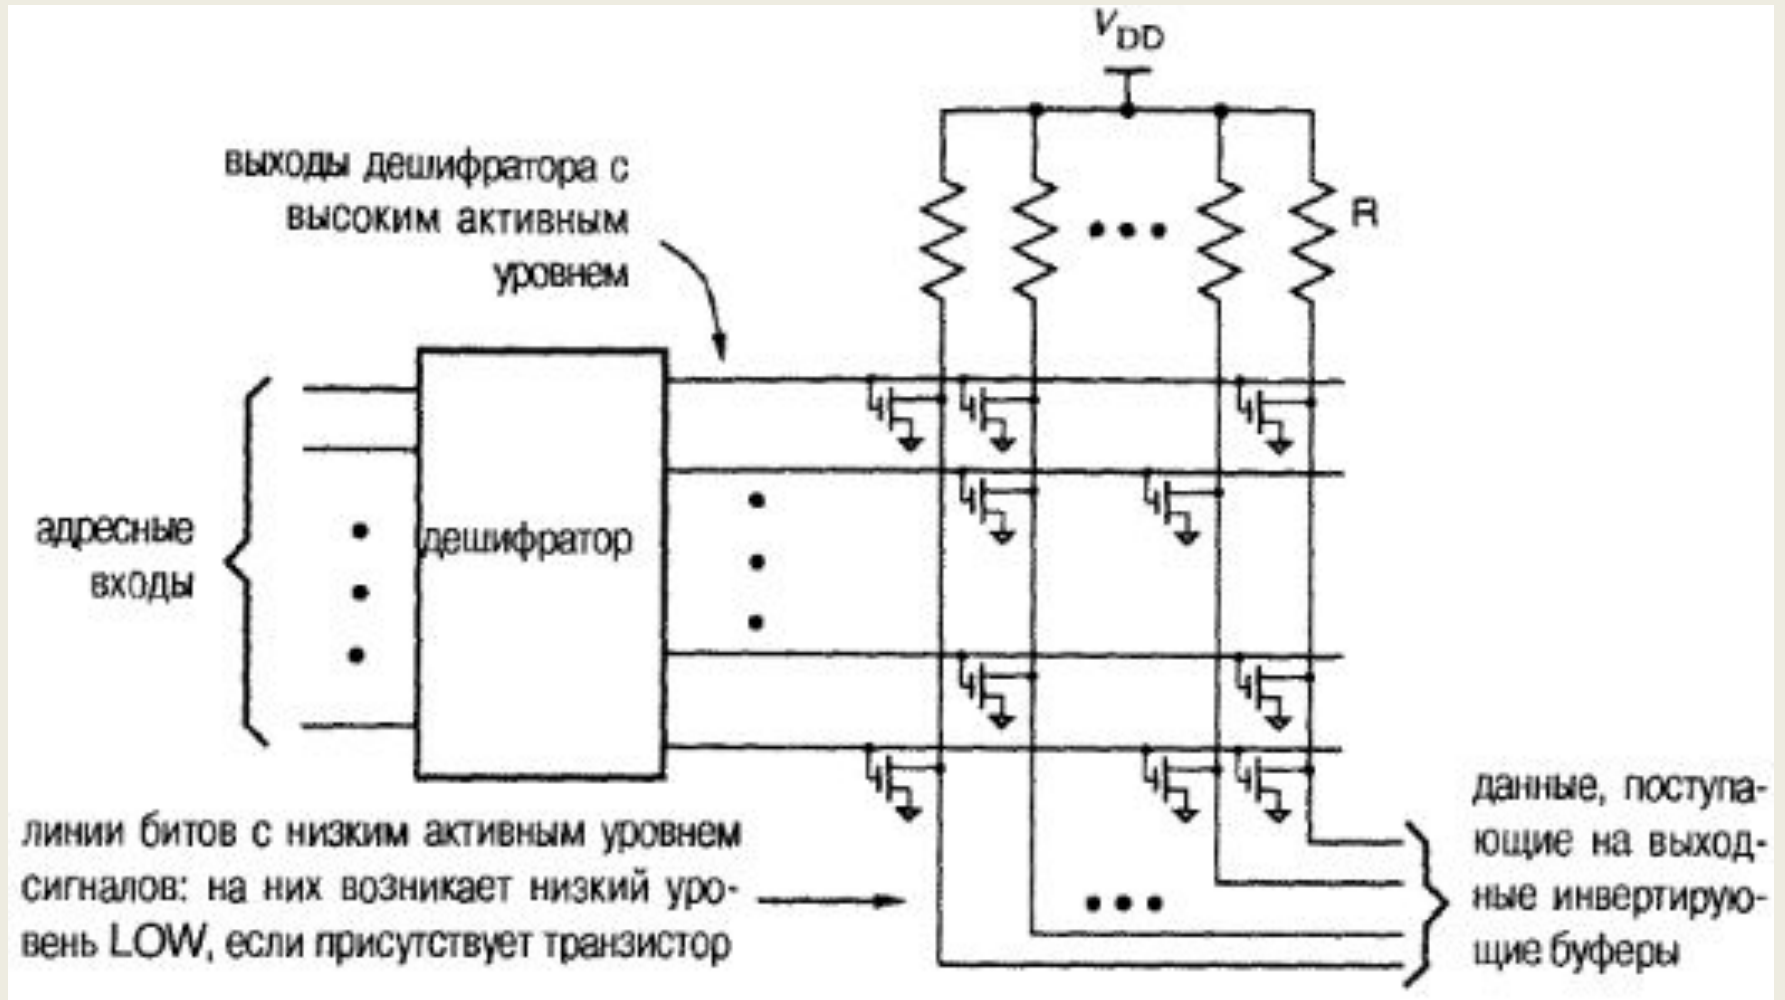 VDD
выходы дешифратора с
высоким активным
уровнем
R
адресные
входы
дешифратор
линии битов с низким активным уровнем
сигналов: на них возникает низкий уро-
вень LOW, если присутствует транзистор
данные, поступа-
ющие на выход-
ные инвертирую-
щие буферы